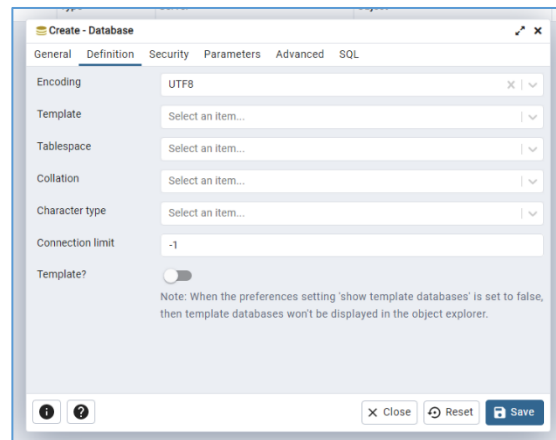 Create - Database
General Definition Security Parameters Advanced SQL
Encoding UTF8
Template Select an item...
Tablespace Select an item...
Collation Select an item...
Character type Select an item...
Connection limit -1
Template?
Note: When the preferences setting 'show template databases' is set to false,
then template databases won't be displayed in the object explorer.
Close Reset Save